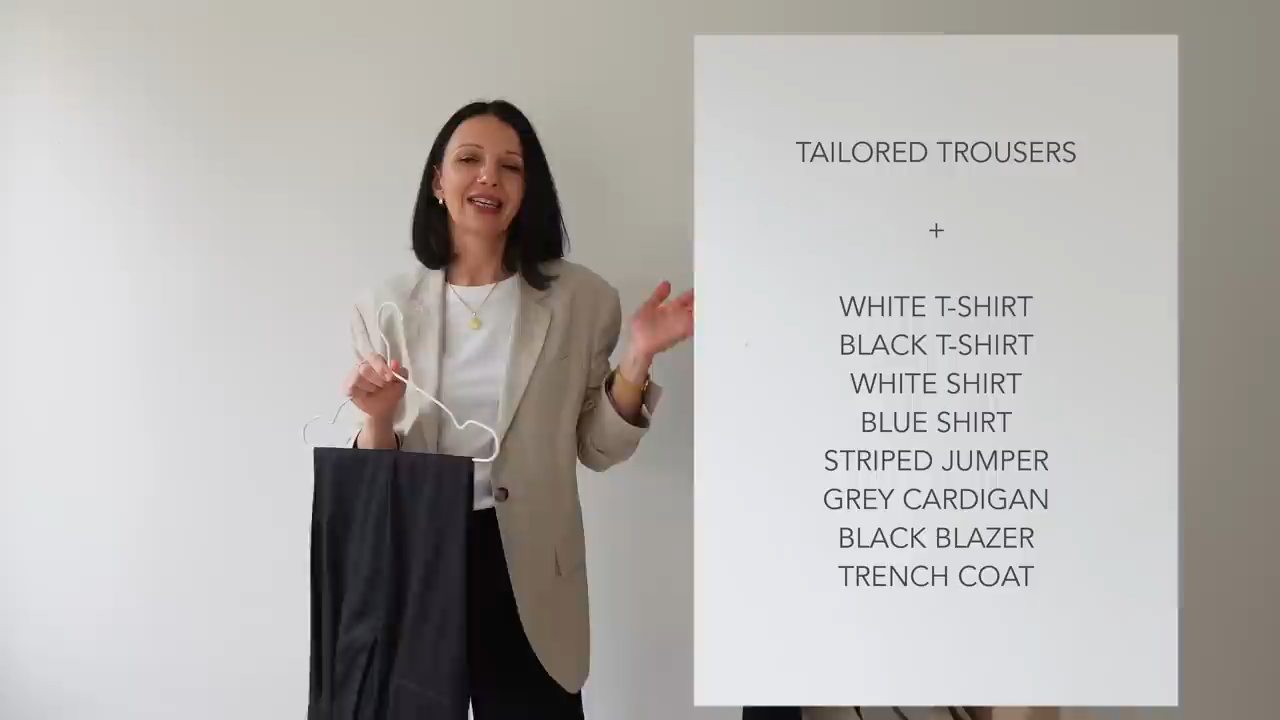 TAILORED TROUSERS
+
WHITE T-SHIRT
BLACK T-SHIRT
WHITE SHIRT
BLUE SHIRT
STRIPED JUMPER
GREY CARDIGAN
BLACK BLAZER
TRENCH COAT